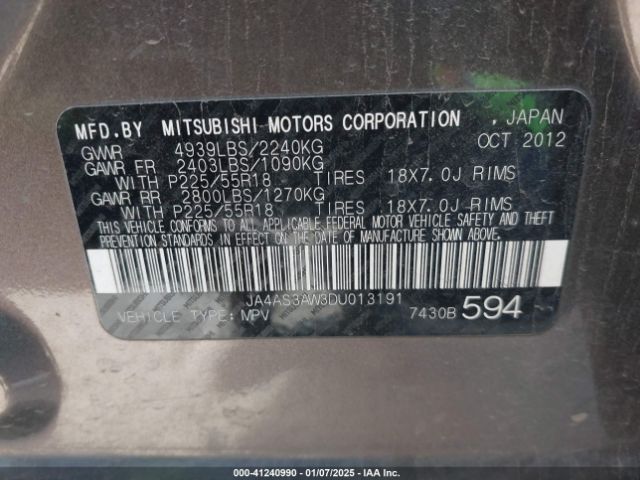 MFD.BY MITSUBISHI MOTORS CORPORATION , JAPAN
GVWR 4939LBS/2240KG OCT 2012
GAWR FR 2403LBS/1090KG
WITH P225/55R18 TIRES 18X7.0J RIMS
GAWR RR 2800LBS/1270KG
WITH P225/55R18 TIRES 18X7.0J RIMS
THIS VEHICLE CONFORMS TO ALL APPLICABLE FEDERAL MOTOR VEHICLE SAFETY AND THEFT
PREVENTION STANDARDS IN EFFECT ON THE DATE OF MANUFACTURE SHOWN ABOVE.
JA4AS3AW3DU013191
VEHICLE TYPE: MPV 7430B 594
000-41240990 - 01/07/2025 - IAA Holdings, LLC.